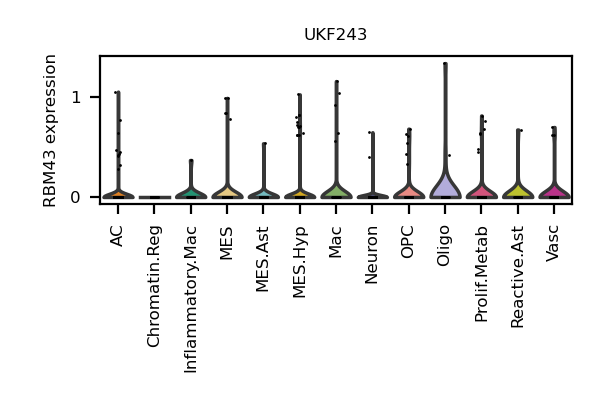 UKF243
RBM43 expression
1
0
AC
Chromatin.Reg
Inflammatory.Mac
MES
MES.Ast
MES.Hyp
Mac
Neuron
OPC
Oligo
Prolif.Metab
Reactive.Ast
Vasc